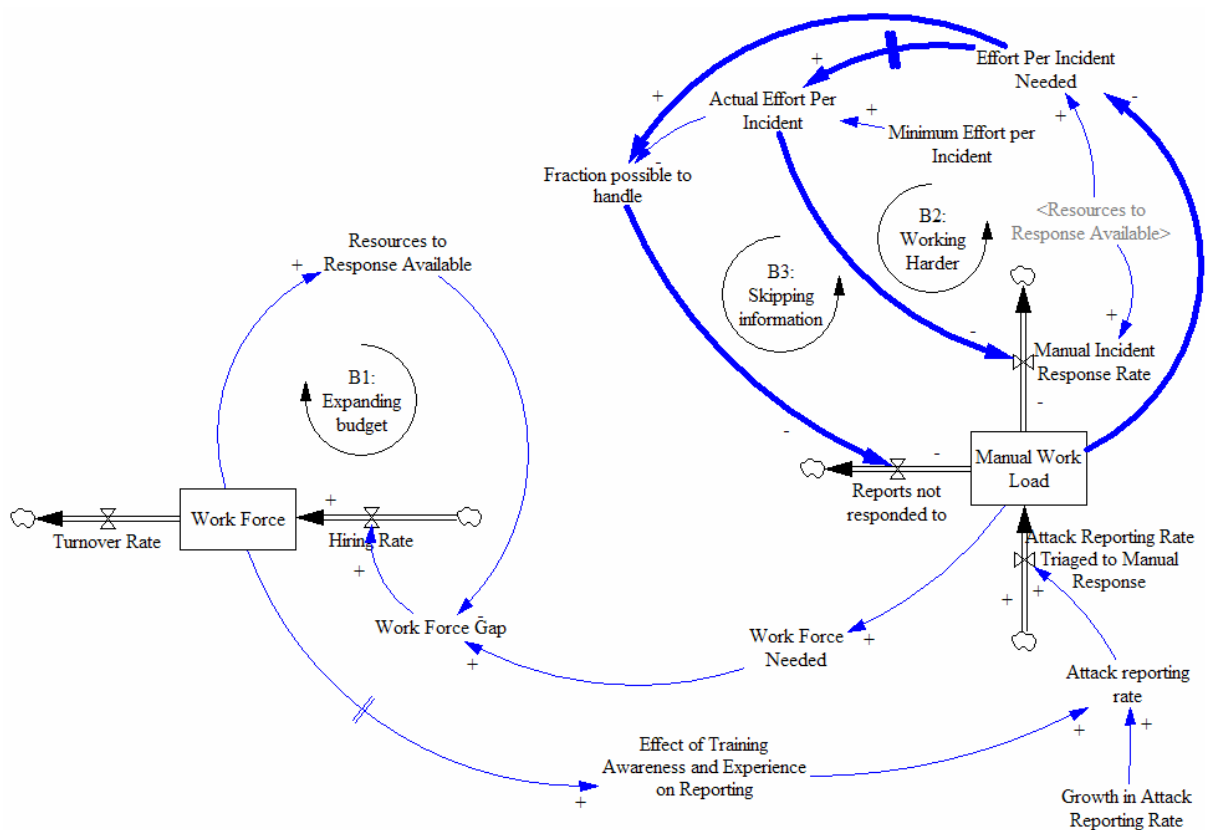 Effort Per Incident
Needed
+
-
Actual Effort Per
Incident
+
+
Minimum Effort per
Incident
+
-
Fraction possible to
handle
<Resources to
Response Available>
B2:
Working
Harder
B3:
Skipping
information
Resources to
Response Available
+
-
+
Manual Incident
Response Rate
-
B1:
Expanding
budget
-
-
Manual Work
Load
Reports not
responded to
Work Force
+
Turnover Rate
Hiring Rate
+
Attack Reporting Rate
Triaged to Manual
Response
+
+
-
Work Force Gap
+
Work Force
Needed
+
Attack reporting
rate
+
+
Effect of Training
Awareness and Experience
on Reporting
+
Growth in Attack
Reporting Rate